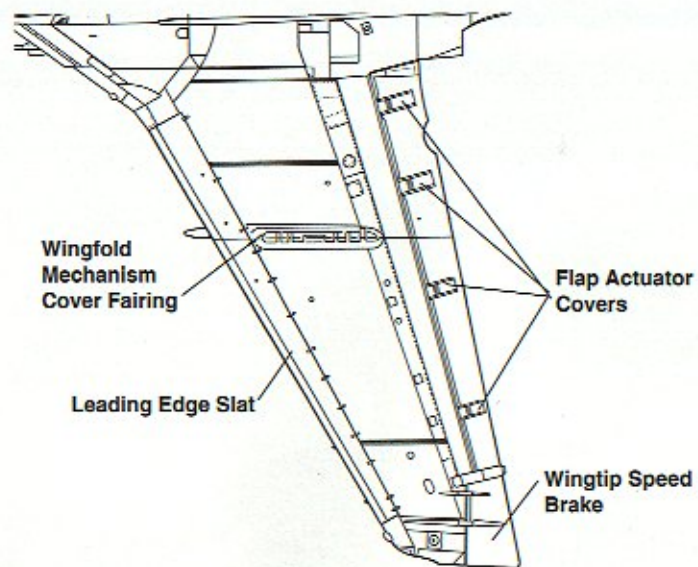 Wingfold
Mechanism
Cover Fairing
Flap Actuator
Covers
Leading Edge Slat
Wingtip Speed
Brake